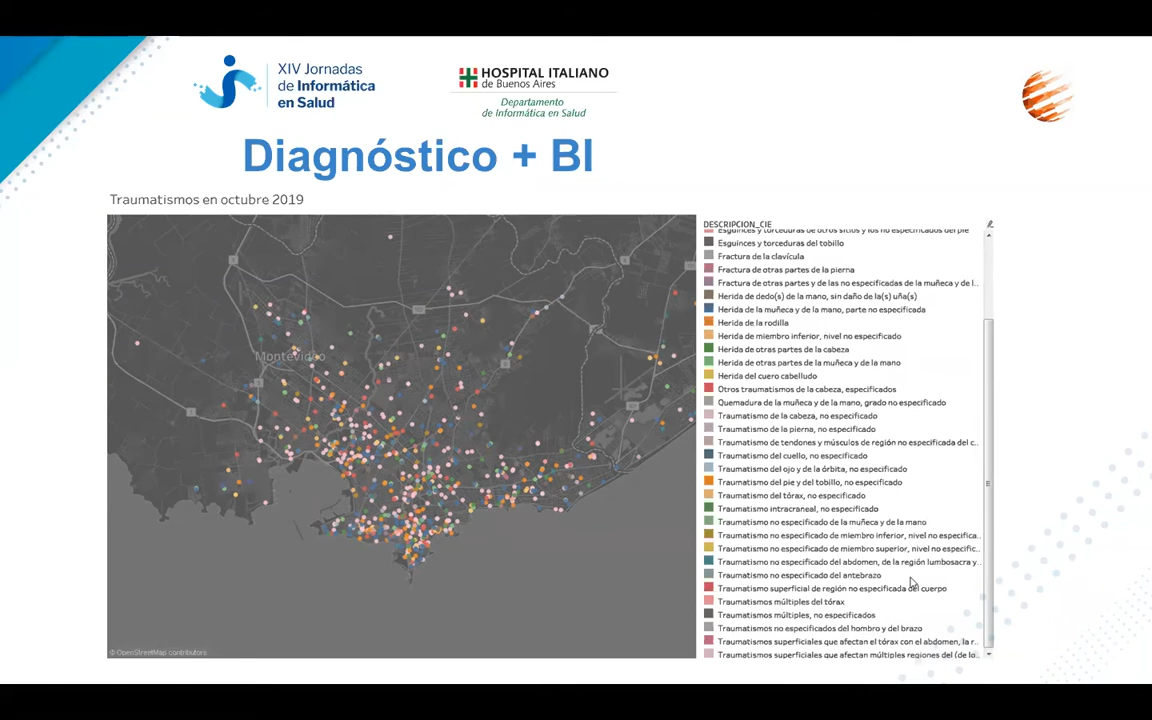 XIV Jornadas
de Informática
en Salud
HOSPITAL ITALIANO
de Buenos Aires
Departamento
de Informática en Salud
Diagnóstico + BI
Traumatismos en octubre 2019
Montevideo
© OpenStreetMap contributors
DESCRIPCION_CIE
Esguinces y torceduras de otros sitios y los no especificados del pie
Esguinces y torceduras del tobillo
Fractura de la clavícula
Fractura de otras partes de la pierna
Fractura de otras partes y de las no especificadas de la muñeca y de l...
Herida de dedo(s) de la mano, sin daño de la(s) uña(s)
Herida de la muñeca y de la mano, parte no especificada
Herida de la rodilla
Herida de miembro inferior, nivel no especificado
Herida de otras partes de la cabeza
Herida de otras partes de la muñeca y de la mano
Herida del cuero cabelludo
Otros traumatismos de la cabeza, especificados
Quemadura de la muñeca y de la mano, grado no especificado
Traumatismo de la cabeza, no especificado
Traumatismo de la pierna, no especificado
Traumatismo de tendones y músculos de región no especificada del c...
Traumatismo del cuello, no especificado
Traumatismo del ojo y de la órbita, no especificado
Traumatismo del pie y del tobillo, no especificado
Traumatismo del tórax, no especificado
Traumatismo intracraneal, no especificado
Traumatismo no especificado de la muñeca y de la mano
Traumatismo no especificado de miembro inferior, nivel no especifica...
Traumatismo no especificado de miembro superior, nivel no especific...
Traumatismo no especificado del abdomen, de la región lumbosacra y...
Traumatismo no especificado del antebrazo
Traumatismo superficial de región no especificada del cuerpo
Traumatismos múltiples del tórax
Traumatismos múltiples, no especificados
Traumatismos no especificados del hombro y del brazo
Traumatismos superficiales que afectan el tórax con el abdomen, la r...
Traumatismos superficiales que afectan múltiples regiones del (de lo...